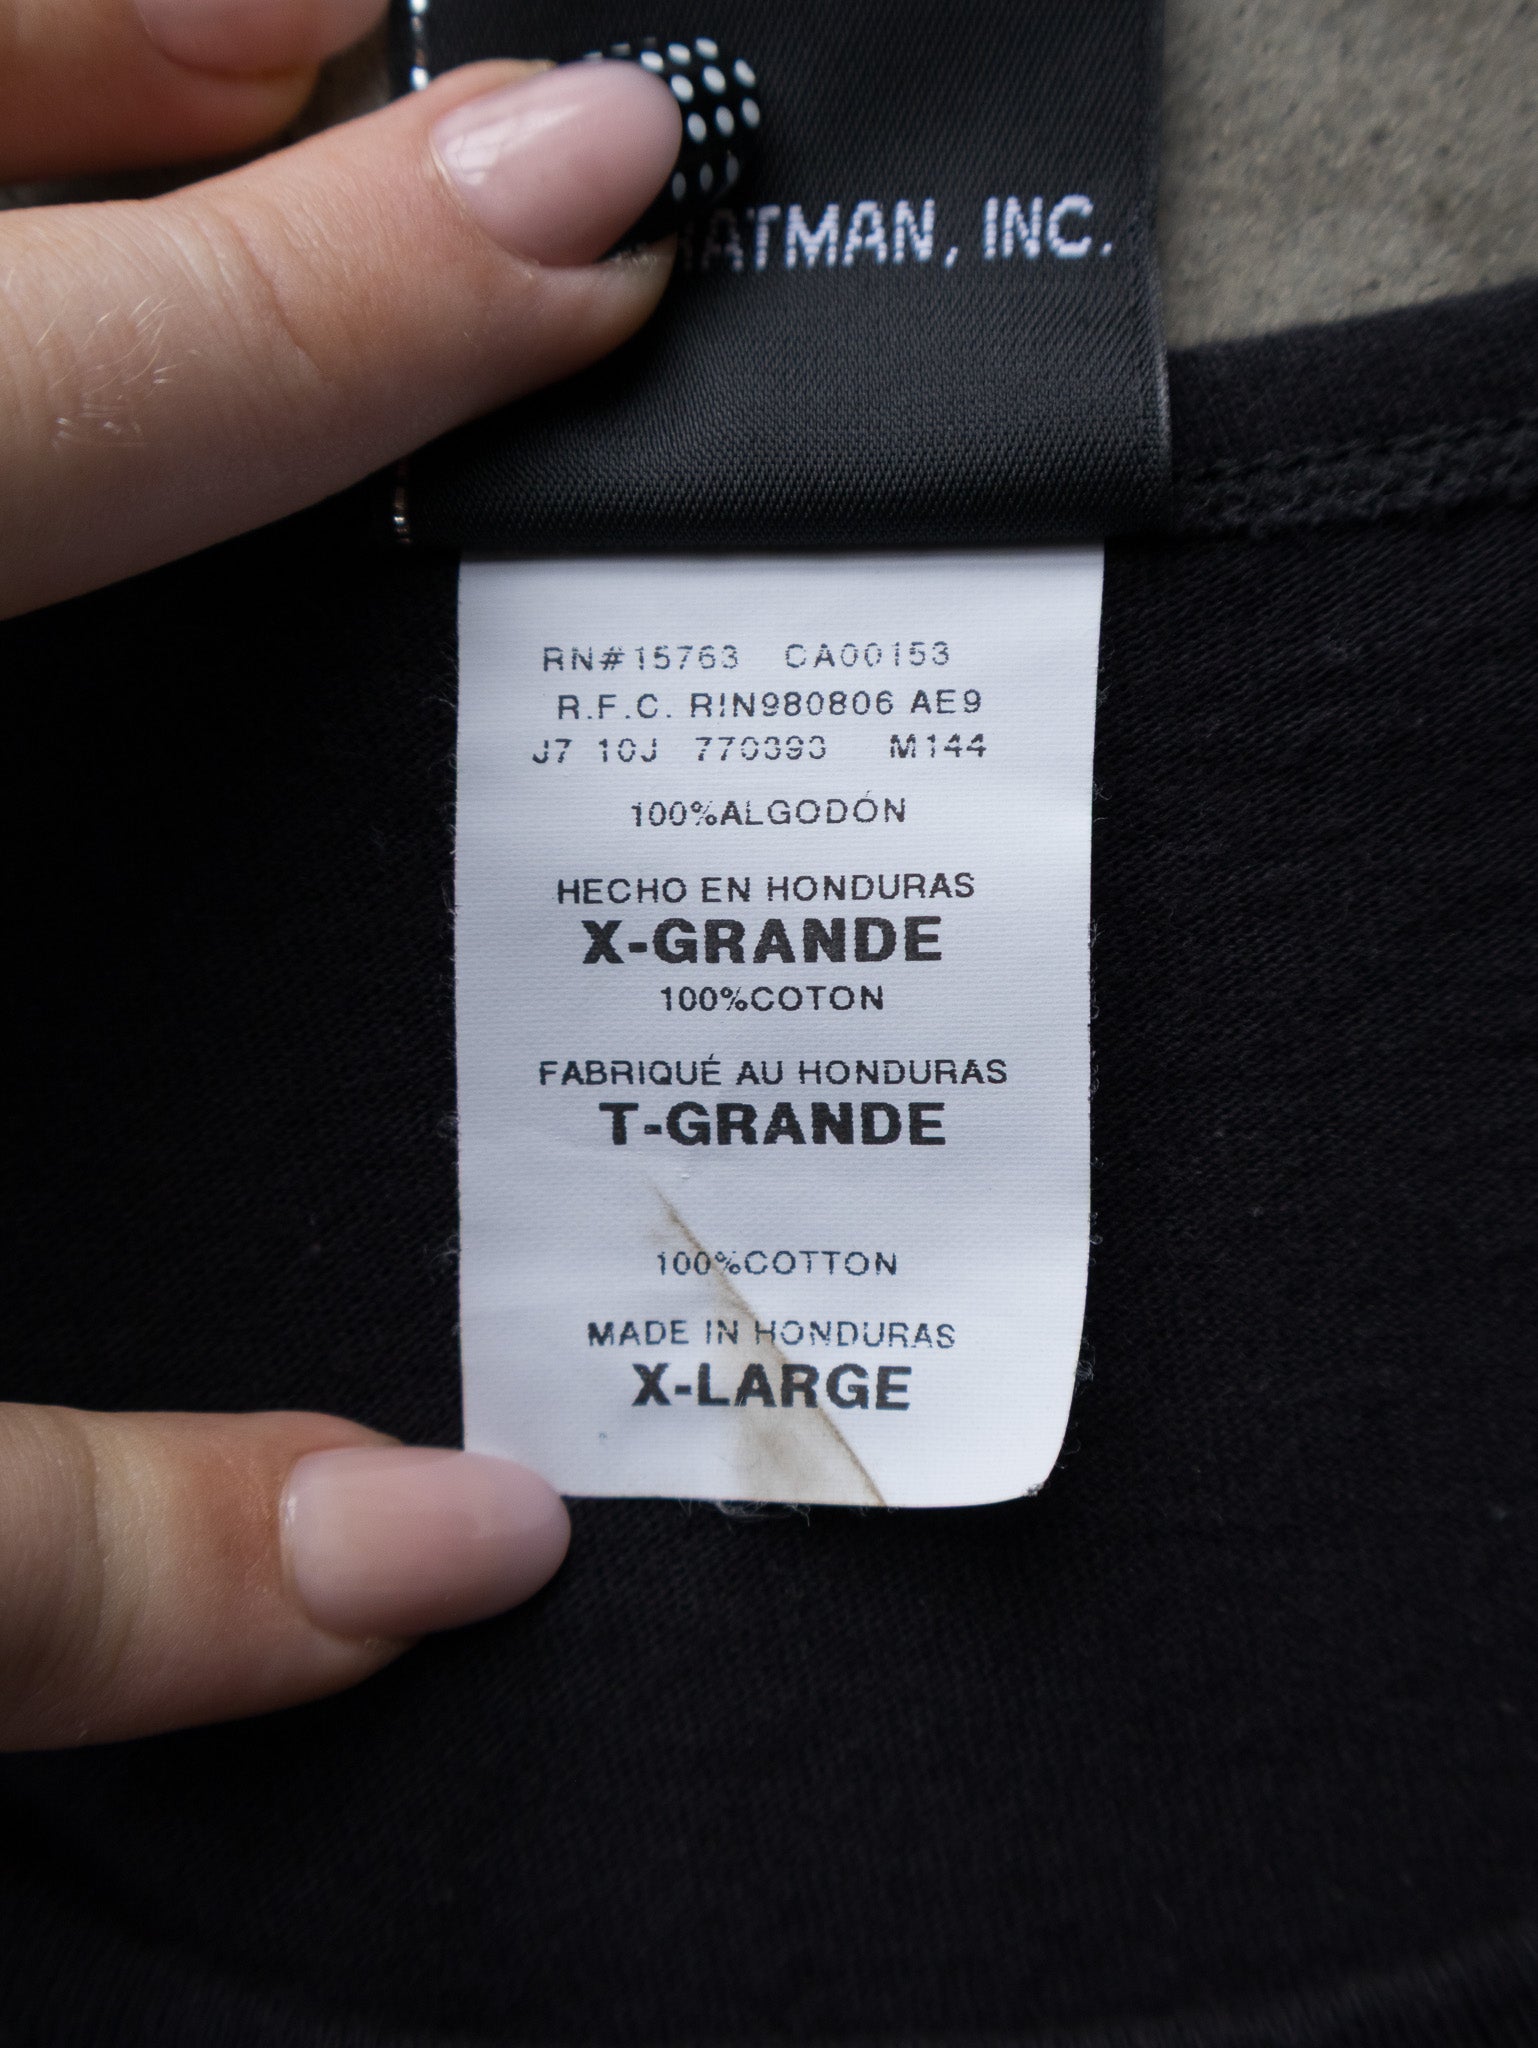 INC.
RN#15763 CA00153
R.F.C. RIN980806 AE9
J7 10J 770393 M144
100%ALGODÓN
HECHO EN HONDURAS
X-GRANDE
100%COTON
FABRIQUÉ AU HONDURAS
T-GRANDE
100%COTTON
MADE IN HONDURAS
X-LARGE